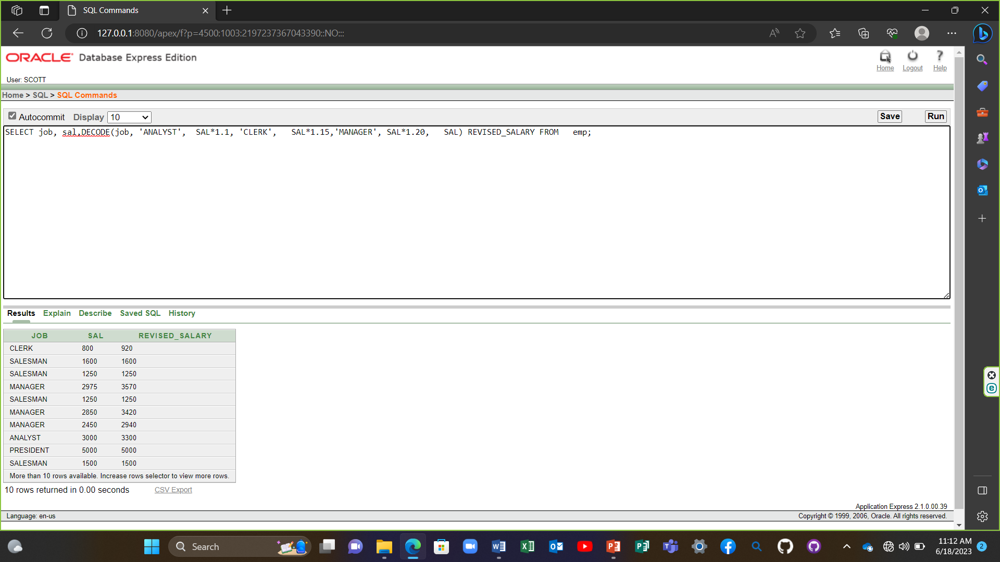 SQL Commands
127.0.0.1:8080/apex/f?p=4500:1003:2197237367043390::NO:::
ORACLE Database Express Edition
Home Logout Help
User: SCOTT
Home > SQL > SQL Commands
Autocommit Display 10 Save Run
SELECT job, sal,DECODE(job, 'ANALYST', SAL*1.1, 'CLERK', SAL*1.15,'MANAGER', SAL*1.20, SAL) REVISED_SALARY FROM emp;
Results Explain Describe Saved SQL History
JOB SAL REVISED_SALARY
CLERK 800 920
SALESMAN 1600 1600
SALESMAN 1250 1250
MANAGER 2975 3570
SALESMAN 1250 1250
MANAGER 2850 3420
MANAGER 2450 2940
ANALYST 3000 3300
PRESIDENT 5000 5000
SALESMAN 1500 1500
More than 10 rows available. Increase rows selector to view more rows.
10 rows returned in 0.00 seconds CSV Export
Application Express 2.1.0.00.39
Language: en-us Copyright © 1999, 2006, Oracle. All rights reserved.
Search
11:12 AM
6/18/2023 2